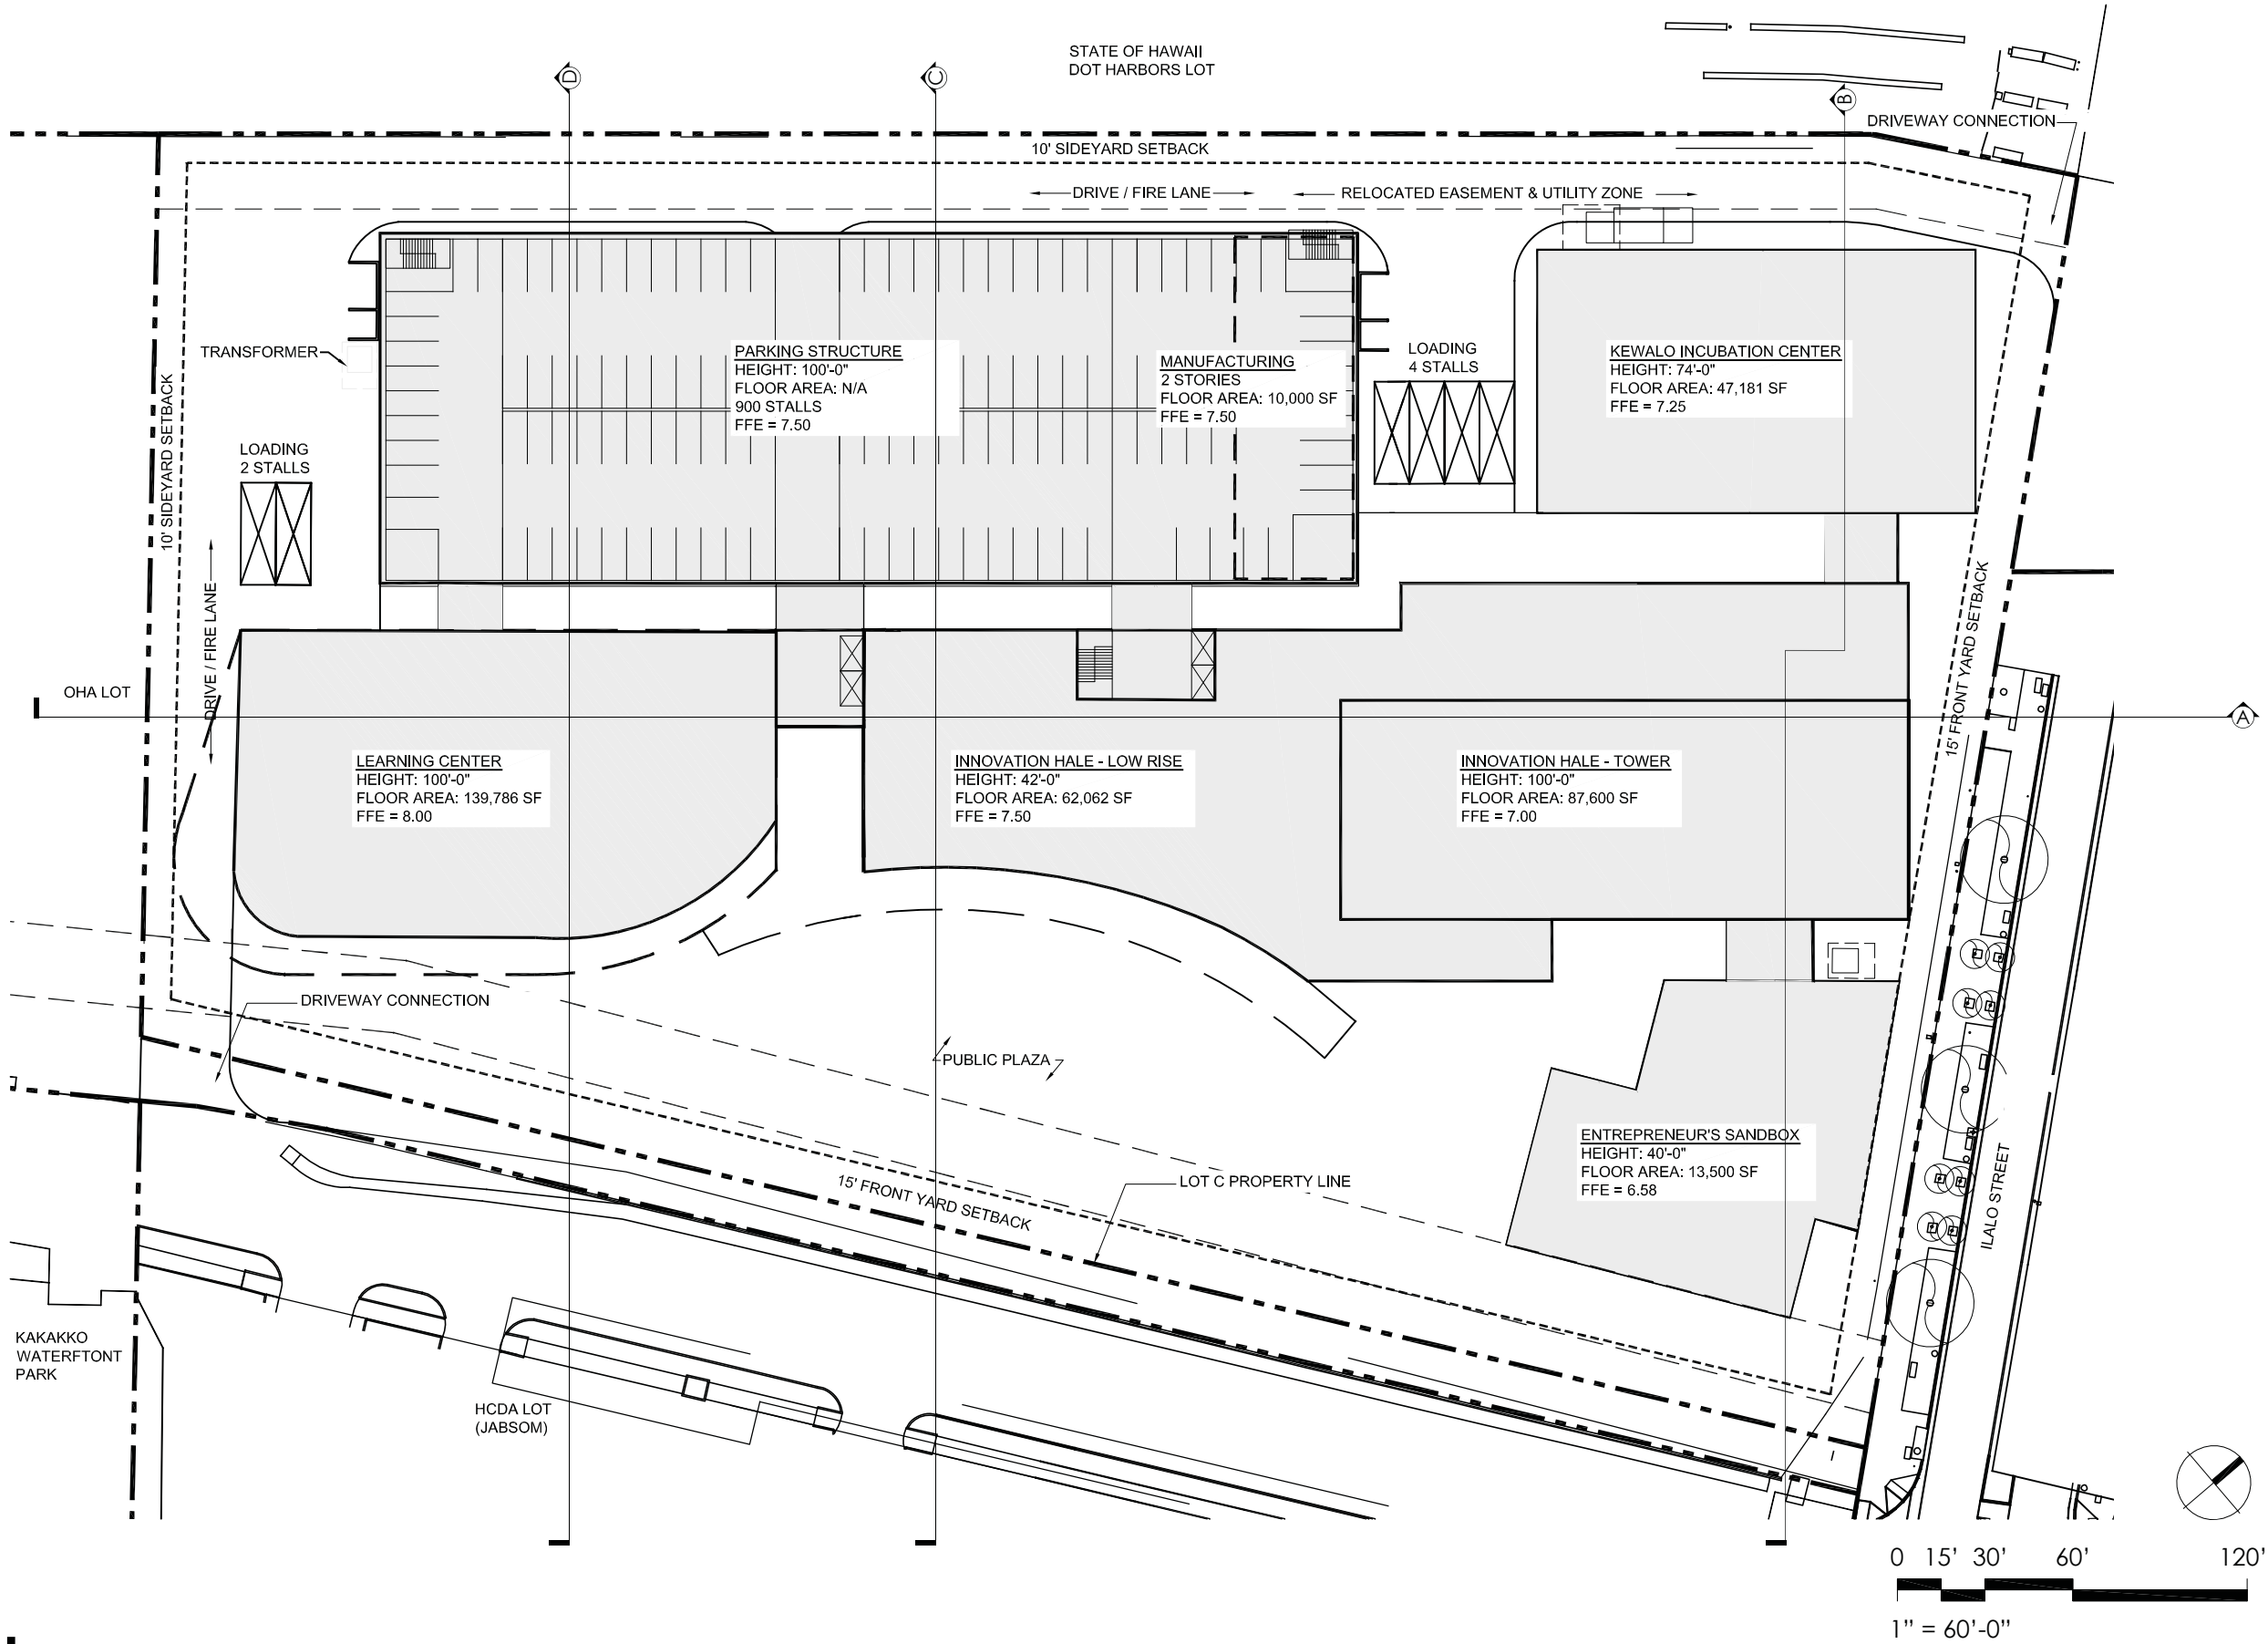 STATE OF HAWAII
DOT HARBORS LOT
D
C
B
DRIVEWAY CONNECTION
10' SIDEYARD SETBACK
DRIVE / FIRE LANE
RELOCATED EASEMENT & UTILITY ZONE
TRANSFORMER
PARKING STRUCTURE
HEIGHT: 100'-0"
FLOOR AREA: N/A
900 STALLS
FFE = 7.50
MANUFACTURING
2 STORIES
FLOOR AREA: 10,000 SF
FFE = 7.50
LOADING
4 STALLS
KEWALO INCUBATION CENTER
HEIGHT: 74'-0"
FLOOR AREA: 47,181 SF
FFE = 7.25
10' SIDEYARD SETBACK
LOADING
2 STALLS
DRIVE / FIRE LANE
15' FRONT YARD SETBACK
OHA LOT
A
LEARNING CENTER
HEIGHT: 100'-0"
FLOOR AREA: 139,786 SF
FFE = 8.00
INNOVATION HALE - LOW RISE
HEIGHT: 42'-0"
FLOOR AREA: 62,062 SF
FFE = 7.50
INNOVATION HALE - TOWER
HEIGHT: 100'-0"
FLOOR AREA: 87,600 SF
FFE = 7.00
DRIVEWAY CONNECTION
PUBLIC PLAZA
ENTREPRENEUR'S SANDBOX
HEIGHT: 40'-0"
FLOOR AREA: 13,500 SF
FFE = 6.58
LOT C PROPERTY LINE
15' FRONT YARD SETBACK
ILALO STREET
KAKAKKO
WATERFTONT
PARK
HCDA LOT
(JABSOM)
0 15' 30' 60' 120'
1" = 60'-0"